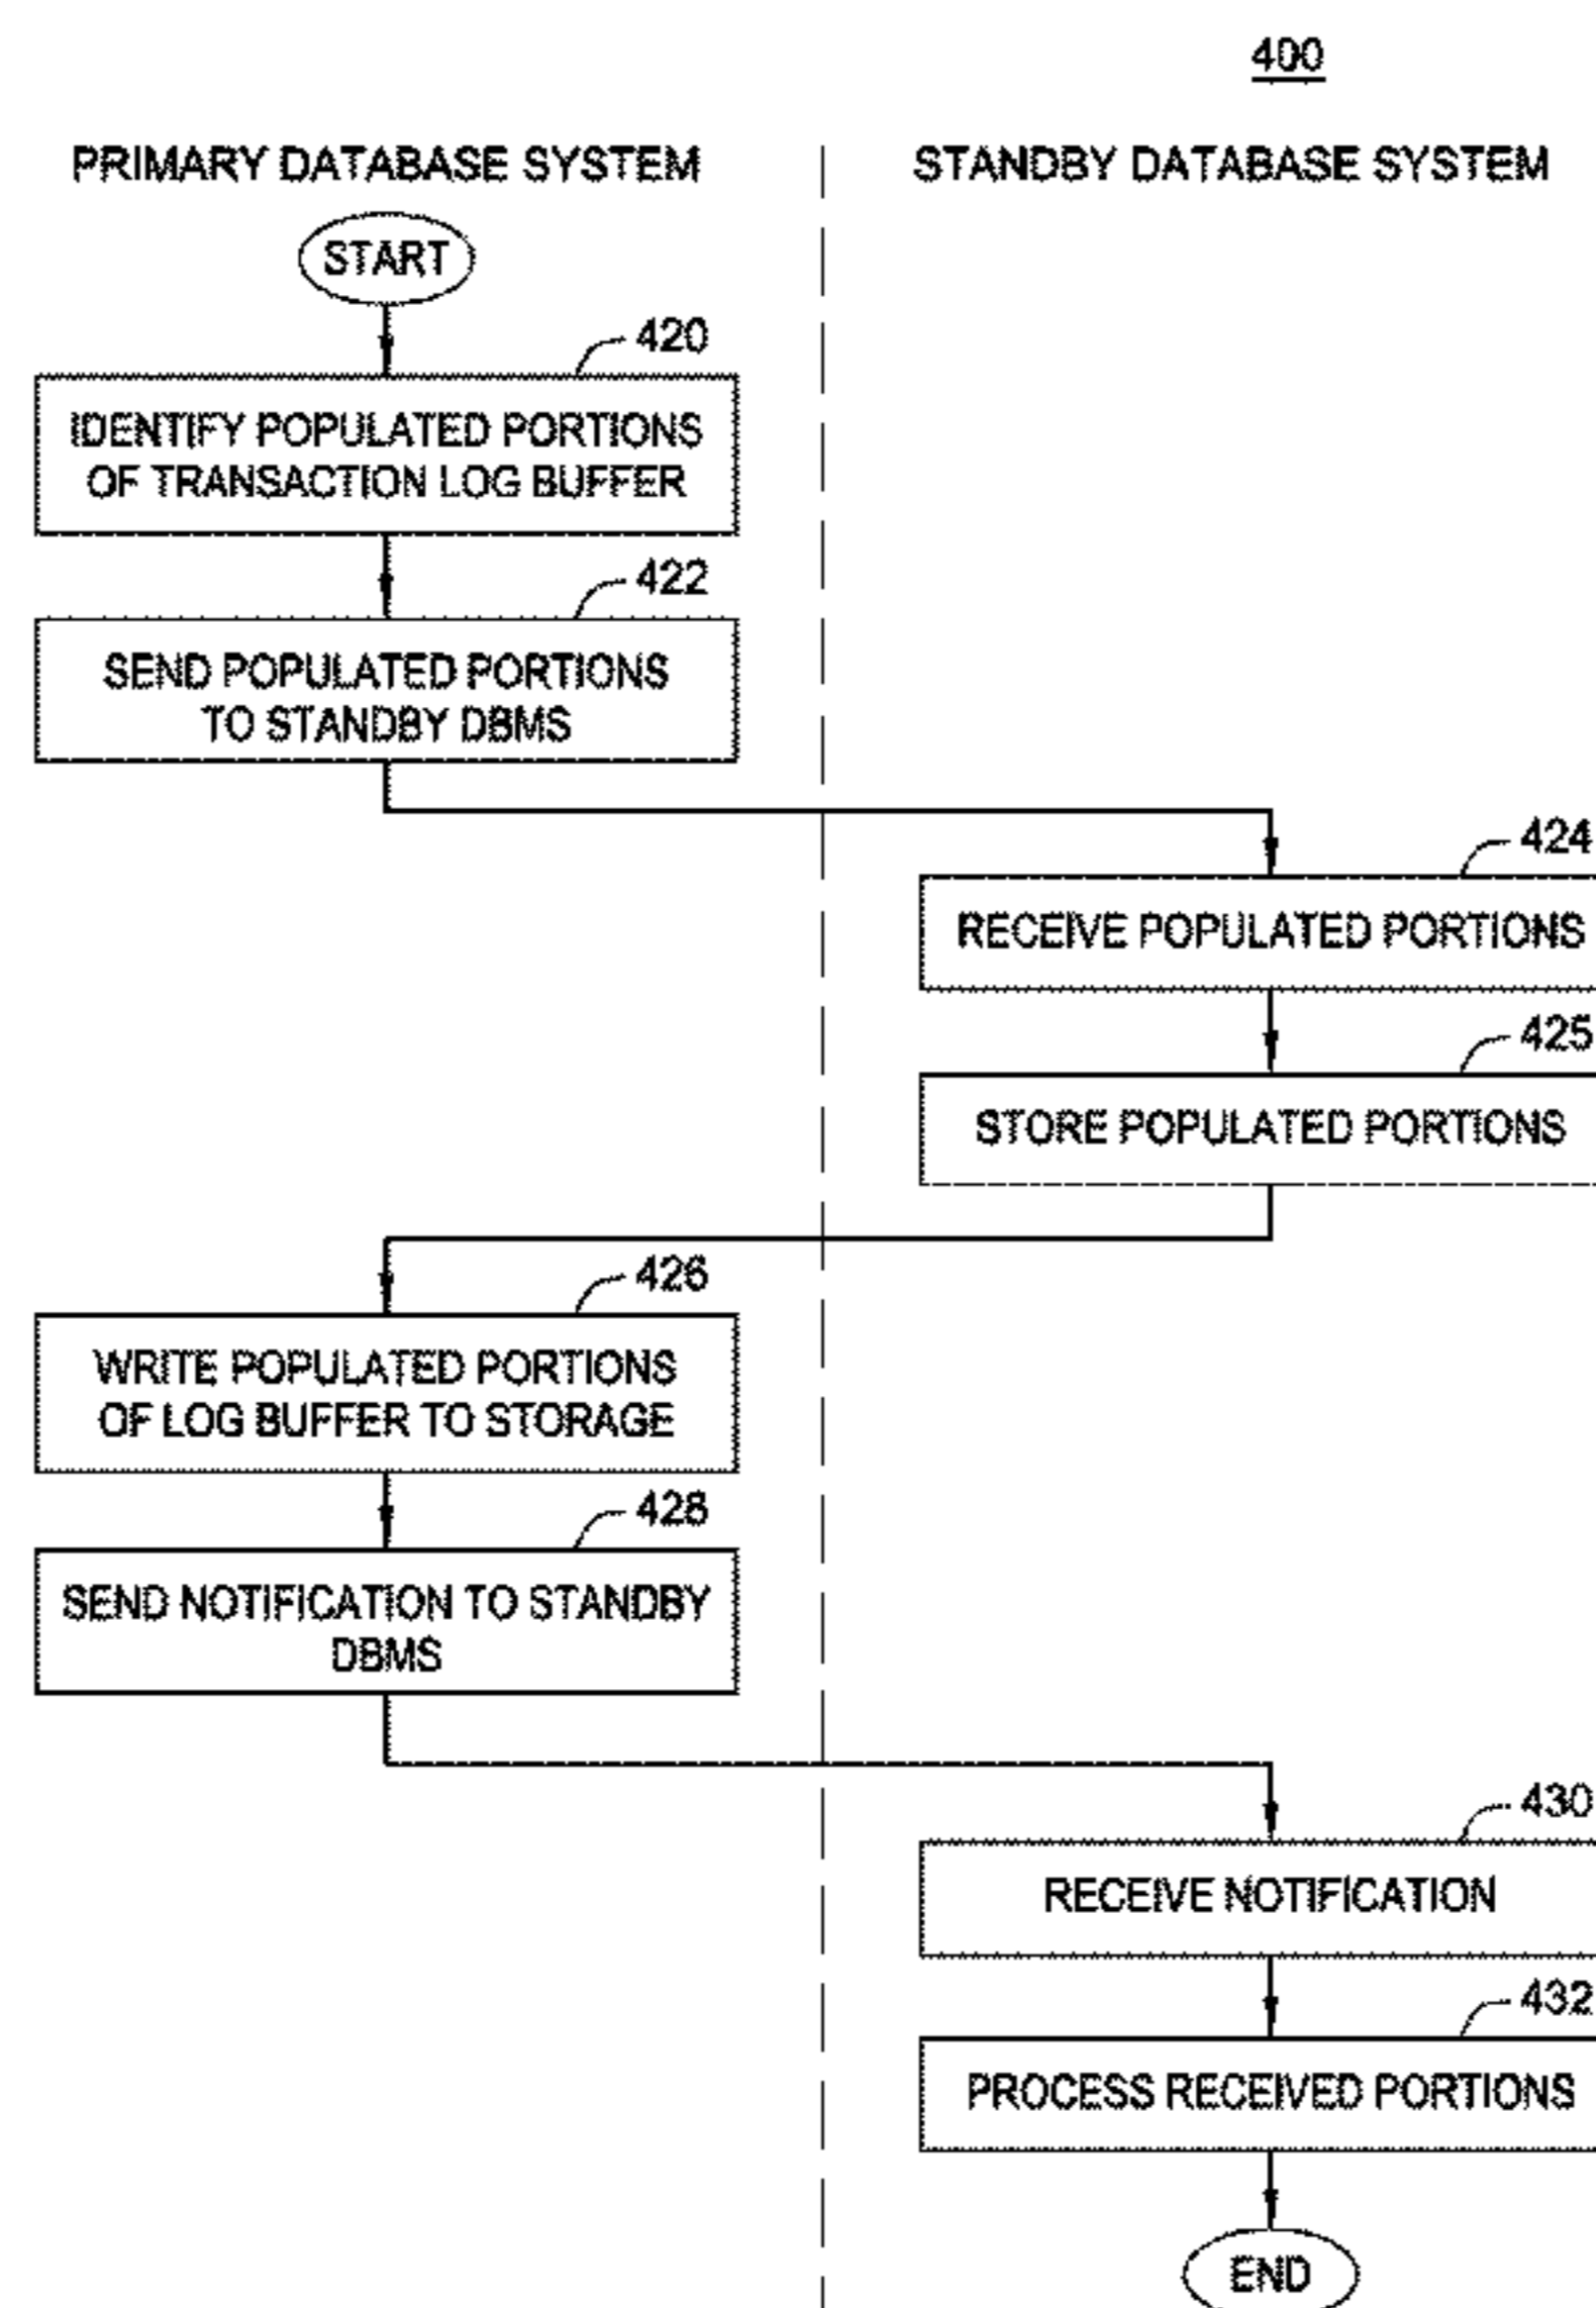 400
PRIMARY DATABASE SYSTEM
STANDBY DATABASE SYSTEM
START
420
IDENTIFY POPULATED PORTIONS
OF TRANSACTION LOG BUFFER
422
SEND POPULATED PORTIONS
TO STANDBY DBMS
424
RECEIVE POPULATED PORTIONS
425
STORE POPULATED PORTIONS
426
WRITE POPULATED PORTIONS
OF LOG BUFFER TO STORAGE
428
SEND NOTIFICATION TO STANDBY
DBMS
430
RECEIVE NOTIFICATION
432
PROCESS RECEIVED PORTIONS
END